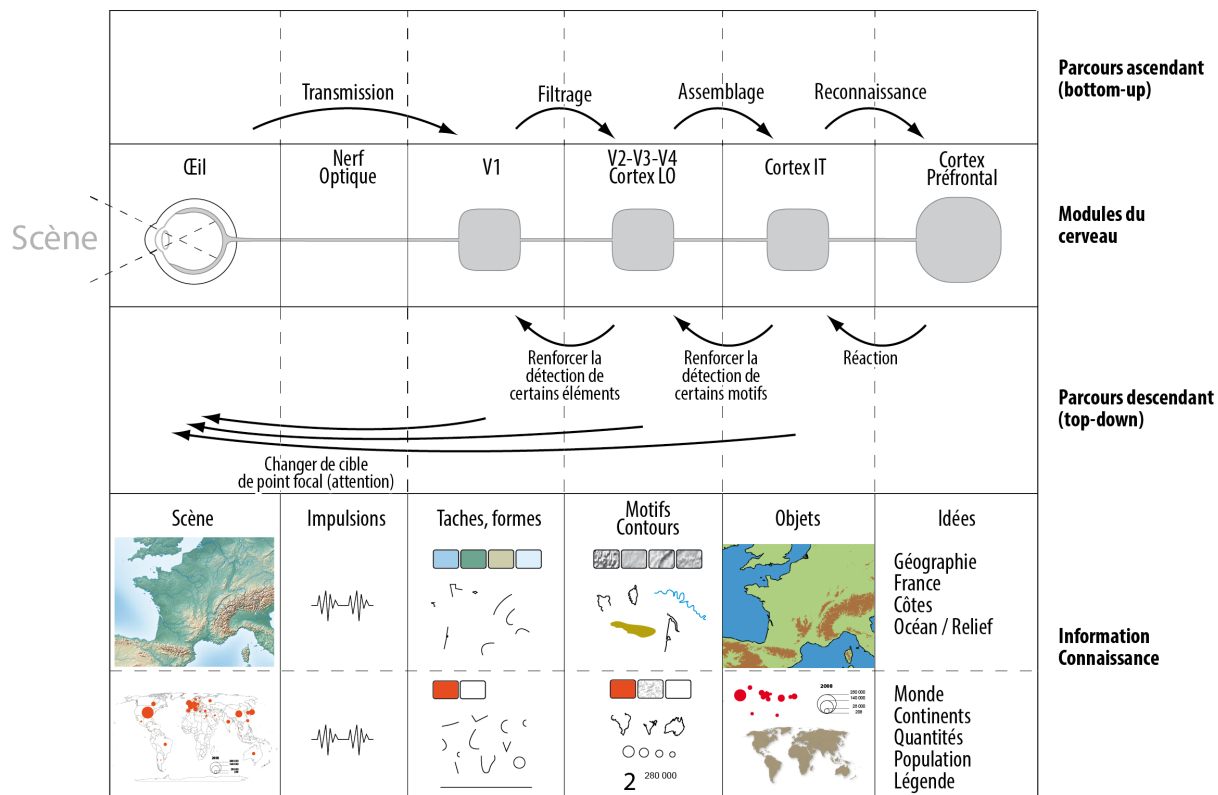 Parcours ascendant
(bottom-up)
Transmission
Filtrage
Assemblage
Reconnaissance
Œil
Nerf
Optique
V1
V2-V3-V4
Cortex LO
Cortex IT
Cortex
Préfrontal
Scène
Modules du
cerveau
Renforcer la
détection de
certains éléments
Renforcer la
détection de
certains motifs
Réaction
Parcours descendant
(top-down)
Changer de cible
de point focal (attention)
Scène
Impulsions
Taches, formes
Motifs
Contours
Objets
Idées
Géographie
France
Côtes
Océan / Relief
Information
Connaissance
2
280 000
Monde
Continents
Quantités
Population
Légende